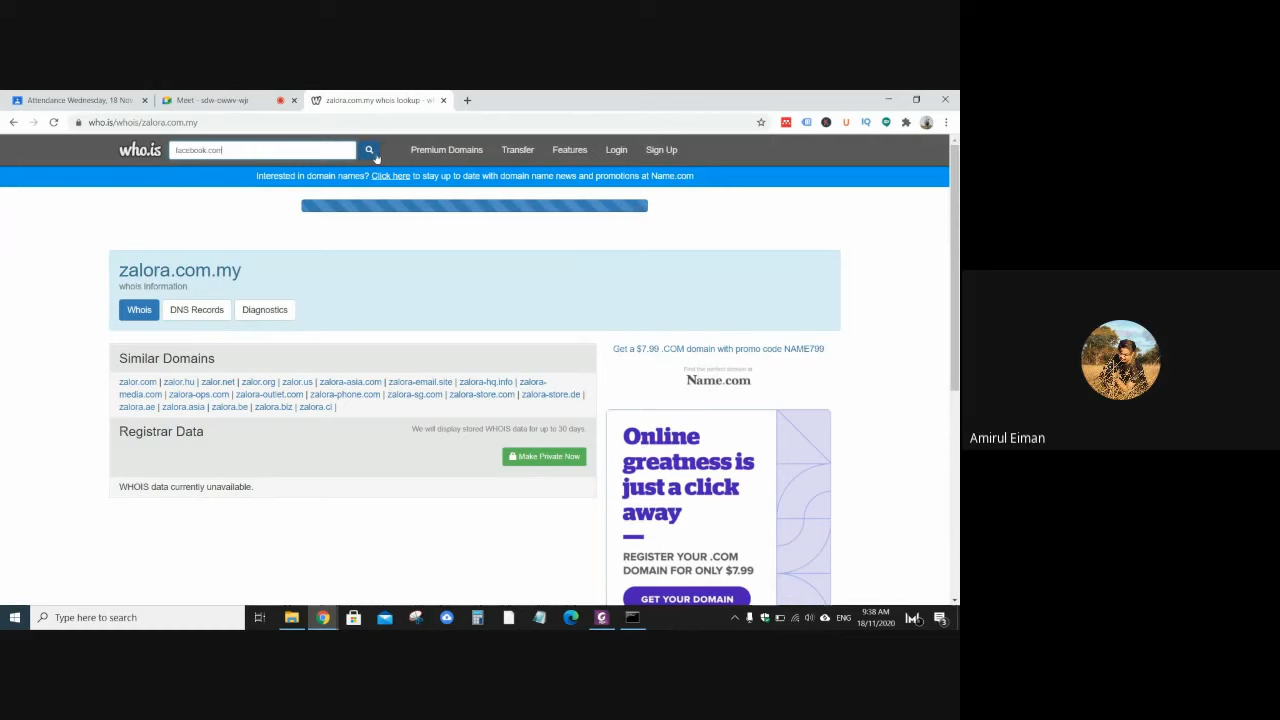 Attendance Wednesday, 18 Nov
Meet - sdw-owwv-wjr
zalora.com.my whois lookup - w
who.is/whois/zalora.com.my
who.is
facebook.com
Premium Domains
Transfer
Features
Login
Sign Up
Interested in domain names? Click here to stay up to date with domain name news and promotions at Name.com
zalora.com.my
whois information
Whois
DNS Records
Diagnostics
Similar Domains
zalor.com | zalor.hu | zalor.net | zalor.org | zalor.us | zalora-asia.com | zalora-email.site | zalora-hq.info | zalora-
media.com | zalora-ops.com | zalora-outlet.com | zalora-phone.com | zalora-sg.com | zalora-store.com | zalora-store.de |
zalora.ae | zalora.asia | zalora.be | zalora.biz | zalora.cl |
Registrar Data
We will display stored WHOIS data for up to 30 days.
Make Private Now
WHOIS data currently unavailable.
Get a $7.99 .COM domain with promo code NAME799
Find the perfect domain at
Name.com
Online
greatness is
just a click
away
REGISTER YOUR .COM
DOMAIN FOR ONLY $7.99
GET YOUR DOMAIN
Amirul Eiman
Type here to search
ENG
9:38 AM
18/11/2020